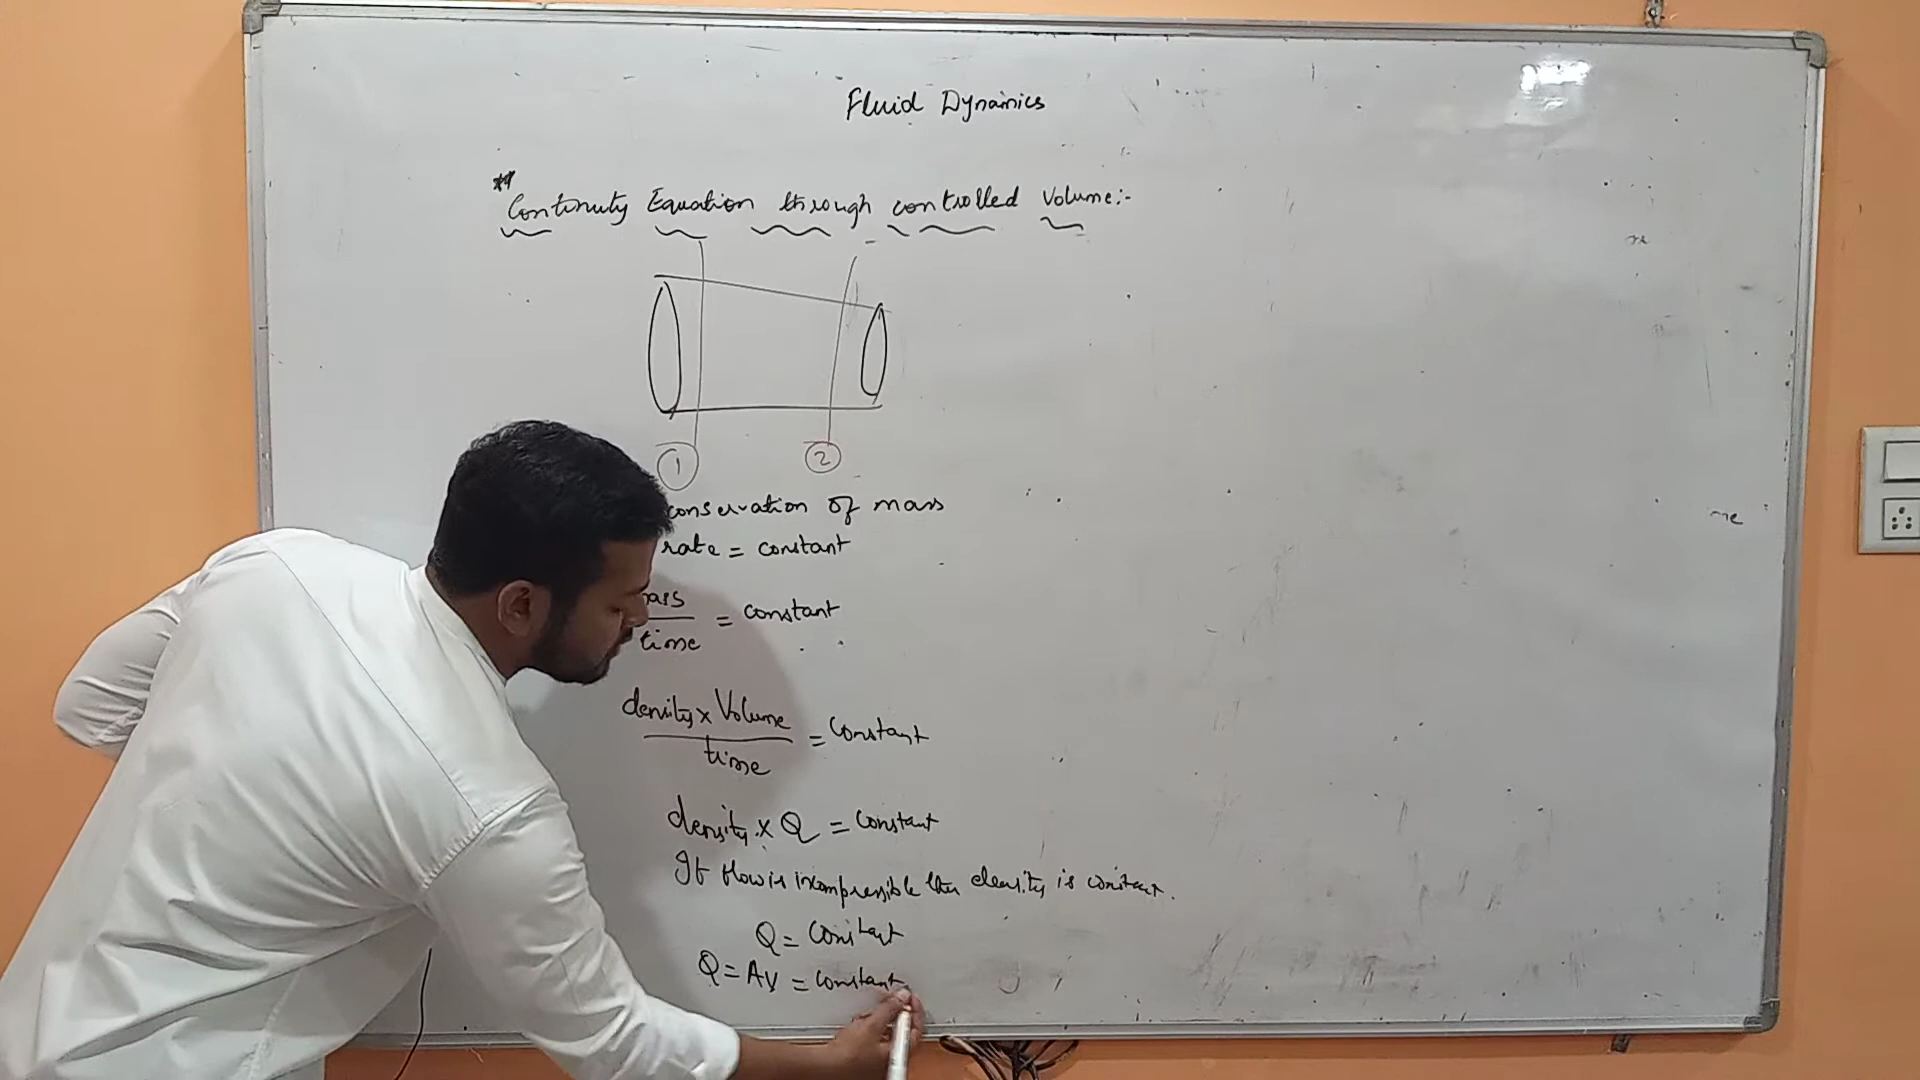 Fluid Dynamics
** Continuity Equation through controlled Volume:-
1 2
conservation of mass
rate = constant
time = constant
density x Volume
time = constant
density x Q = constant
If flow is incompressible then density is constant.
Q = constant
Q = AV = constant